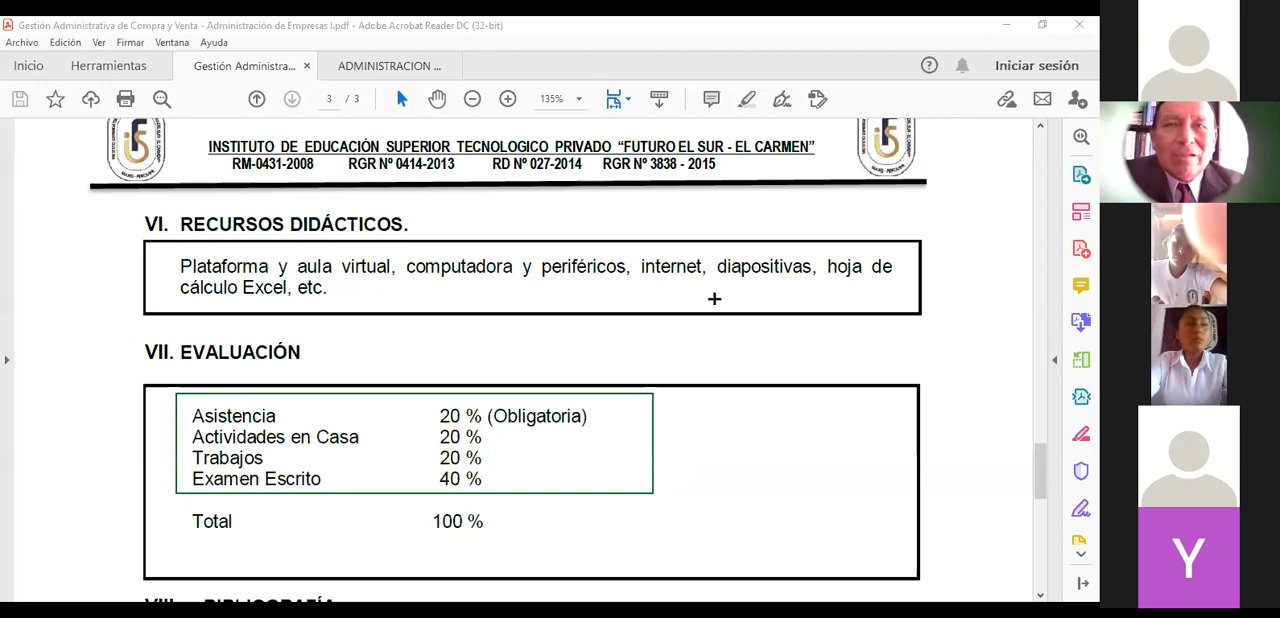 Gestión Administrativa de Compra y Venta - Administración de Empresas I.pdf - Adobe Acrobat Reader DC (32-bit)
Archivo Edición Ver Firmar Ventana Ayuda
Inicio Herramientas Gestión Administra... × ADMINISTRACION ... Iniciar sesión
3 / 3 135%
INSTITUTO DE EDUCACIÓN SUPERIOR TECNOLOGICO PRIVADO “FUTURO EL SUR - EL CARMEN”
RM-0431-2008 RGR Nº 0414-2013 RD Nº 027-2014 RGR Nº 3838 - 2015
VI. RECURSOS DIDÁCTICOS.
Plataforma y aula virtual, computadora y periféricos, internet, diapositivas, hoja de
cálculo Excel, etc.
VII. EVALUACIÓN
Asistencia 20 % (Obligatoria)
Actividades en Casa 20 %
Trabajos 20 %
Examen Escrito 40 %
Total 100 %
VIII. BIBLIOGRAFÍA
Y